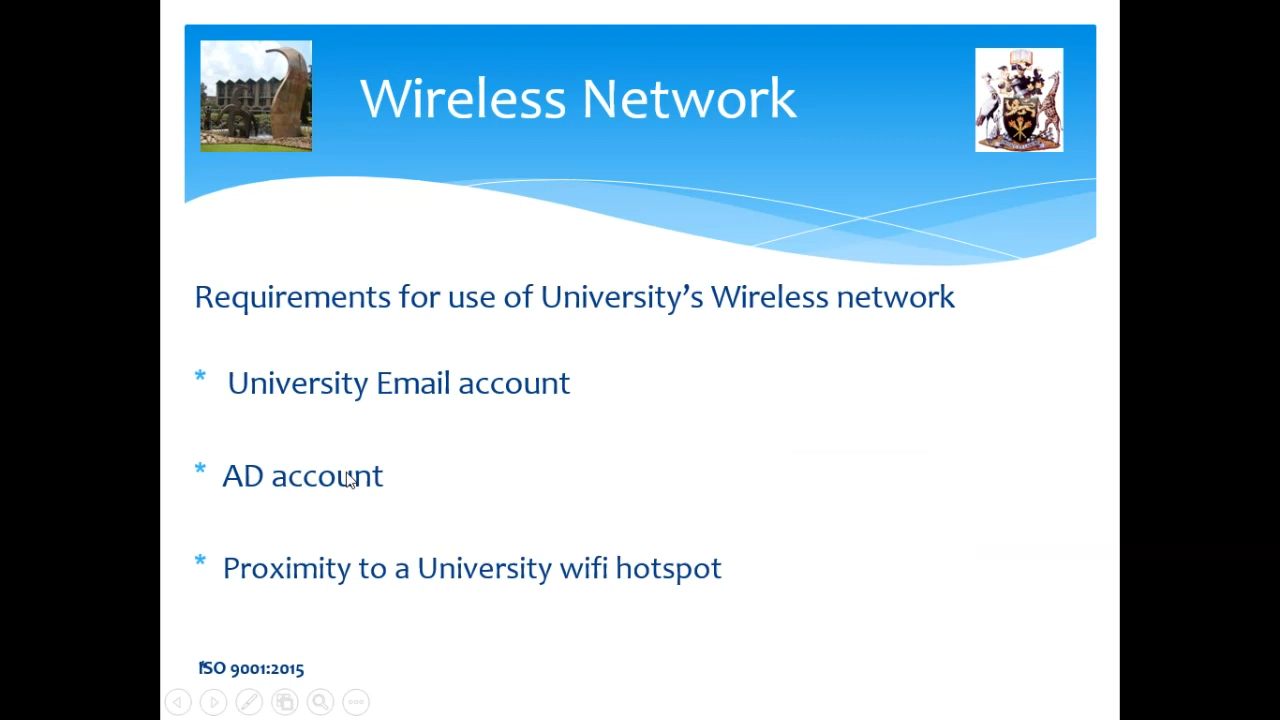 Wireless Network
Requirements for use of University’s Wireless network
* University Email account
* AD account
* Proximity to a University wifi hotspot
ISO 9001:2015